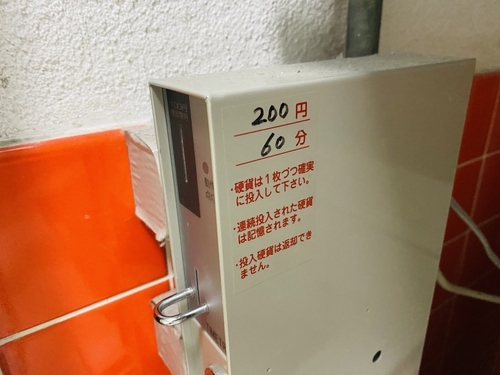 200円
60分
・硬貨は1枚づつ確実
に投入して下さい。
・連続投入された硬貨
は記憶されます。
・投入硬貨は返却でき
ません。